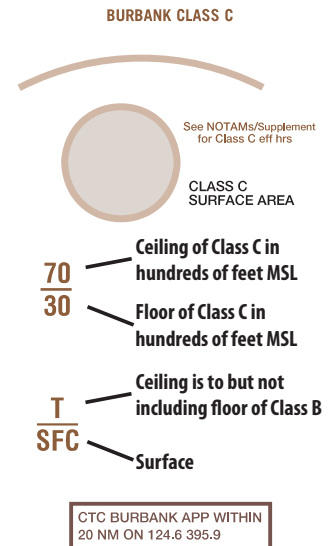 BURBANK CLASS C
See NOTAMs/Supplement
for Class C eff hrs
CLASS C
SURFACE AREA
70
30
Ceiling of Class C in
hundreds of feet MSL
Floor of Class C in
hundreds of feet MSL
T
SFC
Ceiling is to but not
including floor of Class B
Surface
CTC BURBANK APP WITHIN
20 NM ON 124.6 395.9